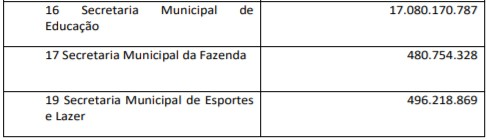 16 Secretaria Municipal de 17.080.170.787
Educação
17 Secretaria Municipal da Fazenda 480.754.328
19 Secretaria Municipal de Esportes 496.218.869
e Lazer